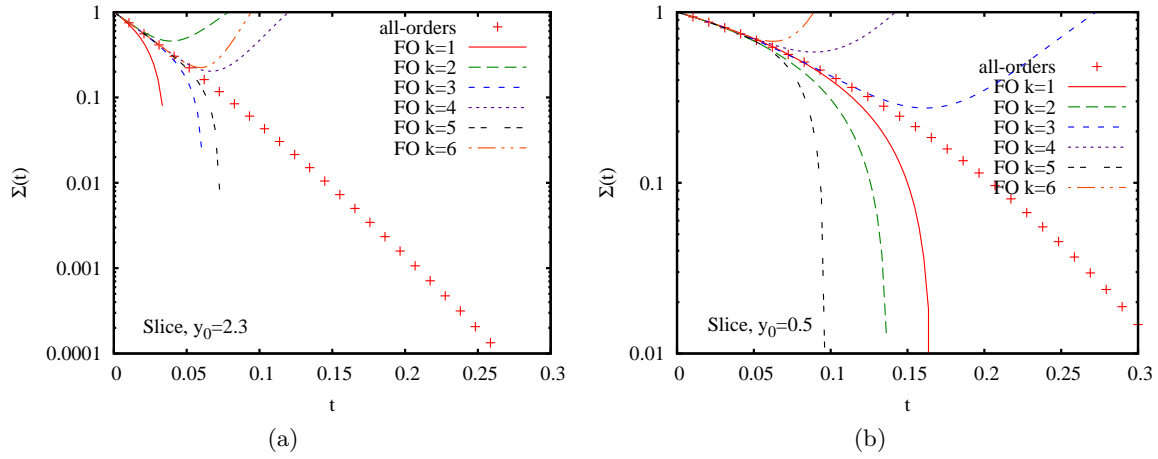 1
0.1
0.01
0.001
0.0001
Σ(t)
0
0.05
0.1
0.15
0.2
0.25
0.3
t
all-orders
FO k=1
FO k=2
FO k=3
FO k=4
FO k=5
FO k=6
Slice, y₀=2.3
(a)
1
0.1
0.01
Σ(t)
0
0.05
0.1
0.15
0.2
0.25
0.3
t
all-orders
FO k=1
FO k=2
FO k=3
FO k=4
FO k=5
FO k=6
Slice, y₀=0.5
(b)